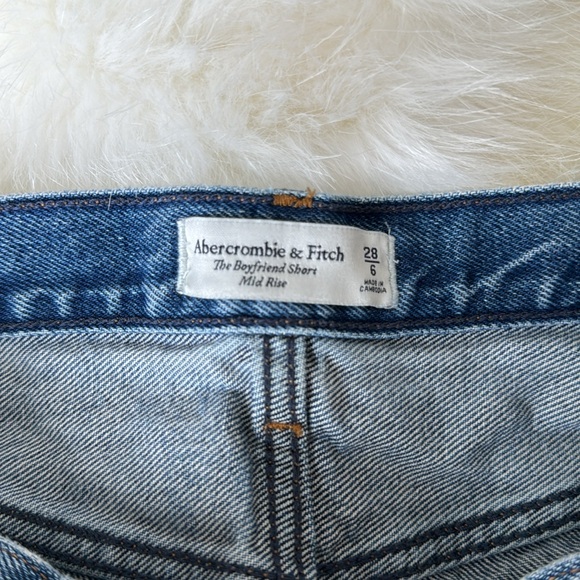 Abercrombie & Fitch
The Boyfriend Short
Mid Rise
28
6
MADE IN
CAMBODIA